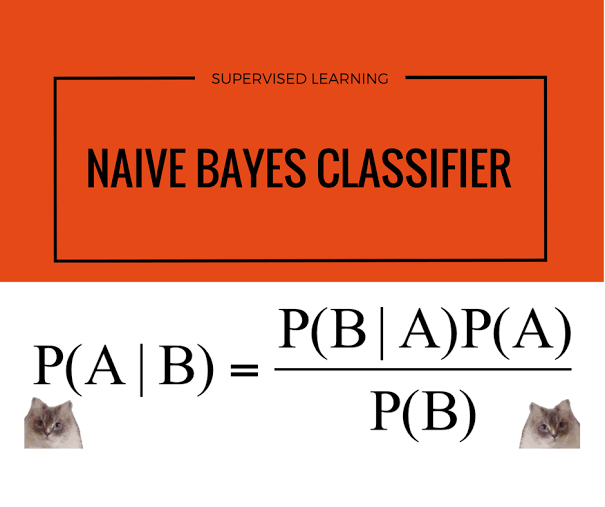 SUPERVISED LEARNING
NAIVE BAYES CLASSIFIER
P(A | B) = P(B | A)P(A)
P(B)